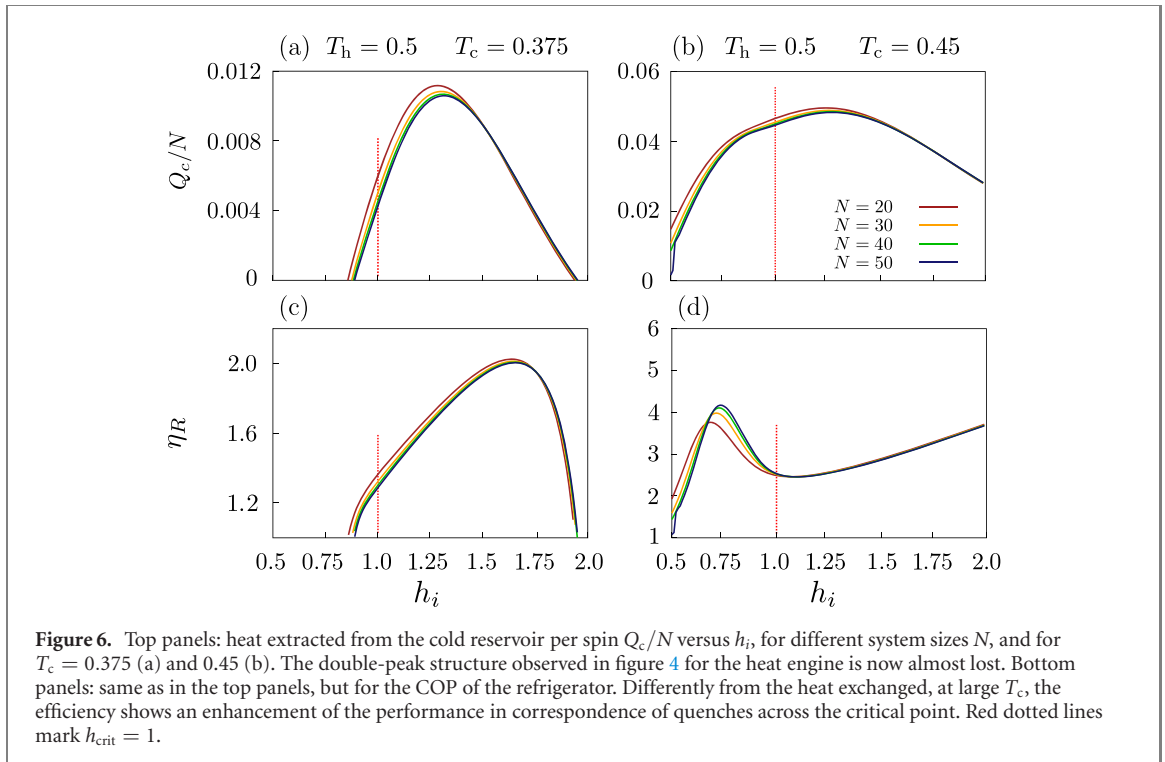 (a) T_h = 0.5 T_c = 0.375
(b) T_h = 0.5 T_c = 0.45
0.012
0.008
0.004
0
Q_c/N
0.06
0.04
0.02
0
N = 20
N = 30
N = 40
N = 50
(c)
2.0
1.6
1.2
η_R
0.5 0.75 1.0 1.25 1.5 1.75 2.0
h_i
(d)
6
5
4
3
2
1
0.5 0.75 1.0 1.25 1.5 1.75 2.0
h_i
Figure 6. Top panels: heat extracted from the cold reservoir per spin Q_c/N versus h_i, for different system sizes N, and for
T_c = 0.375 (a) and 0.45 (b). The double-peak structure observed in figure 4 for the heat engine is now almost lost. Bottom
panels: same as in the top panels, but for the COP of the refrigerator. Differently from the heat exchanged, at large T_c, the
efficiency shows an enhancement of the performance in correspondence of quenches across the critical point. Red dotted lines
mark h_crit = 1.